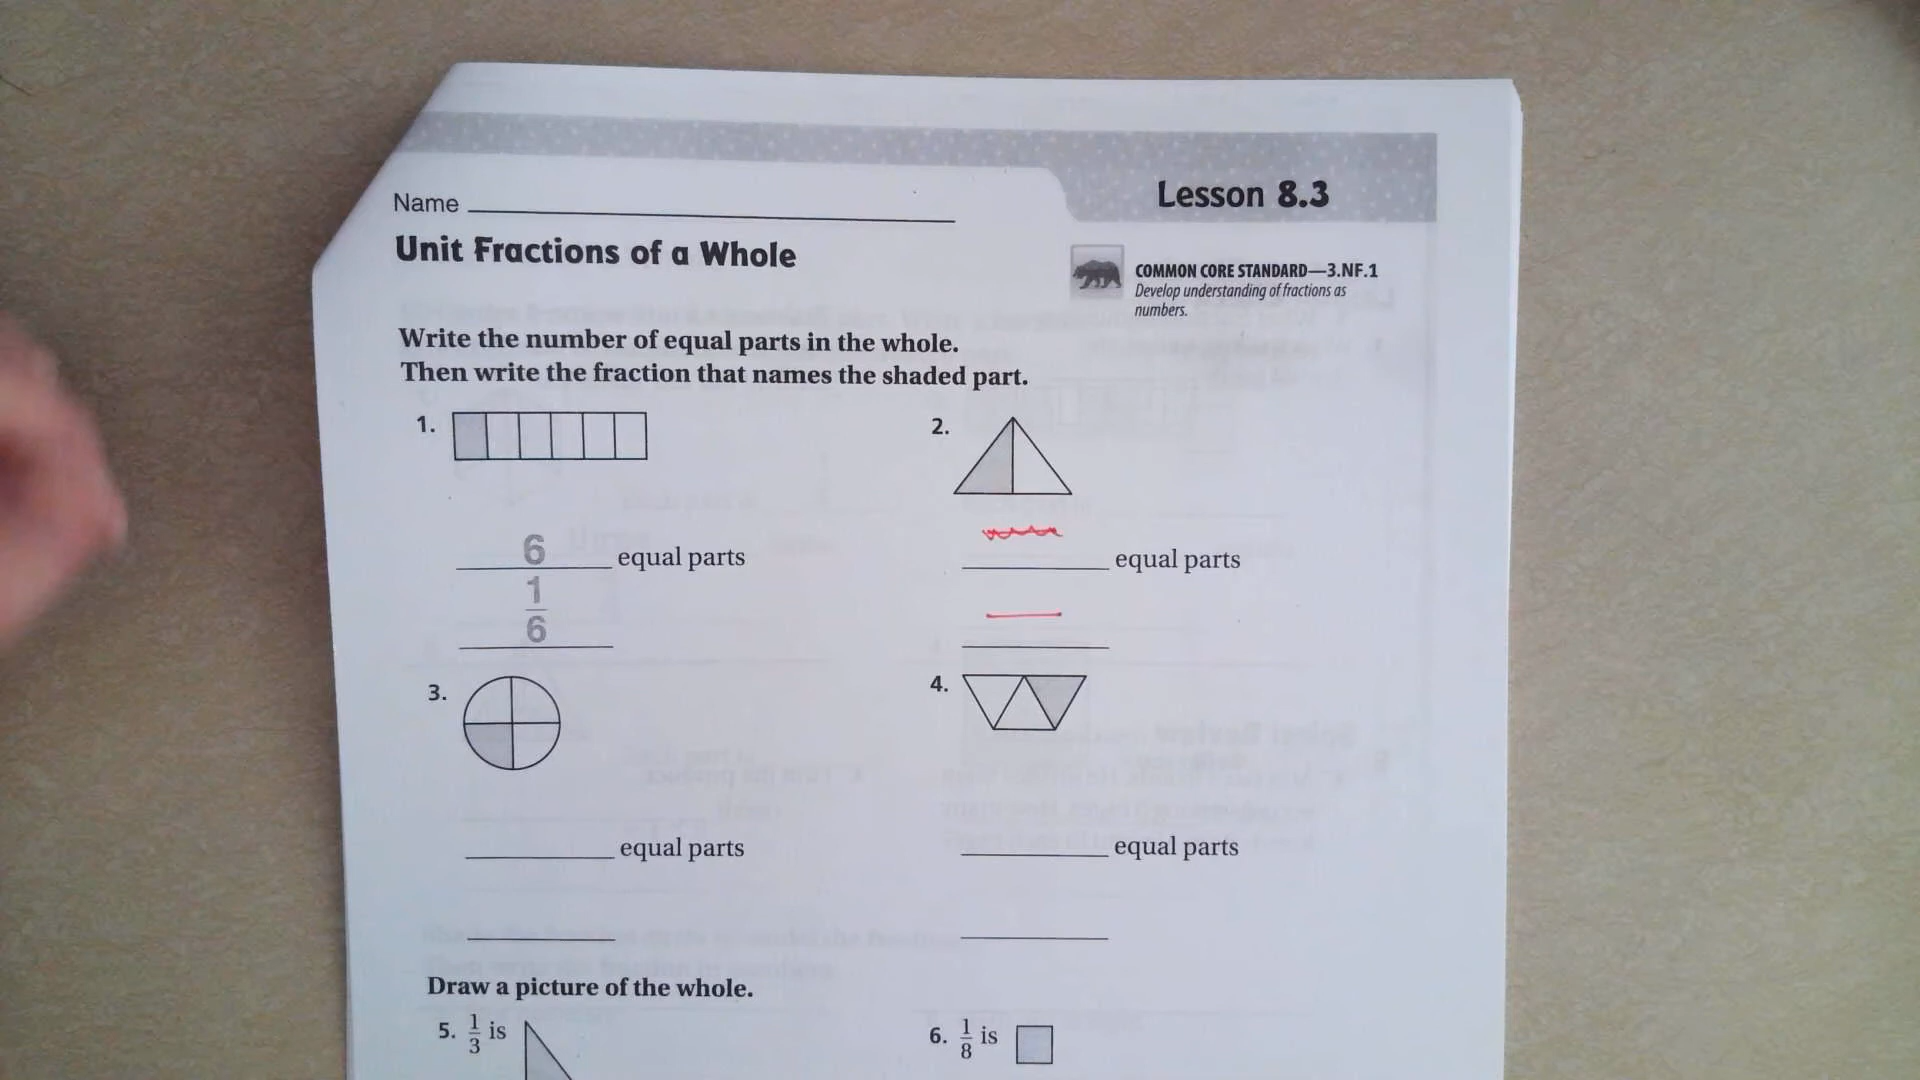 Lesson 8.3
Name
Unit Fractions of a Whole
COMMON CORE STANDARD—3.NF.1
Develop understanding of fractions as
numbers.
Write the number of equal parts in the whole.
Then write the fraction that names the shaded part.
1.
2.
6 equal parts
equal parts
1
6
3.
4.
equal parts
equal parts
Draw a picture of the whole.
5. 1/3 is
6. 1/8 is